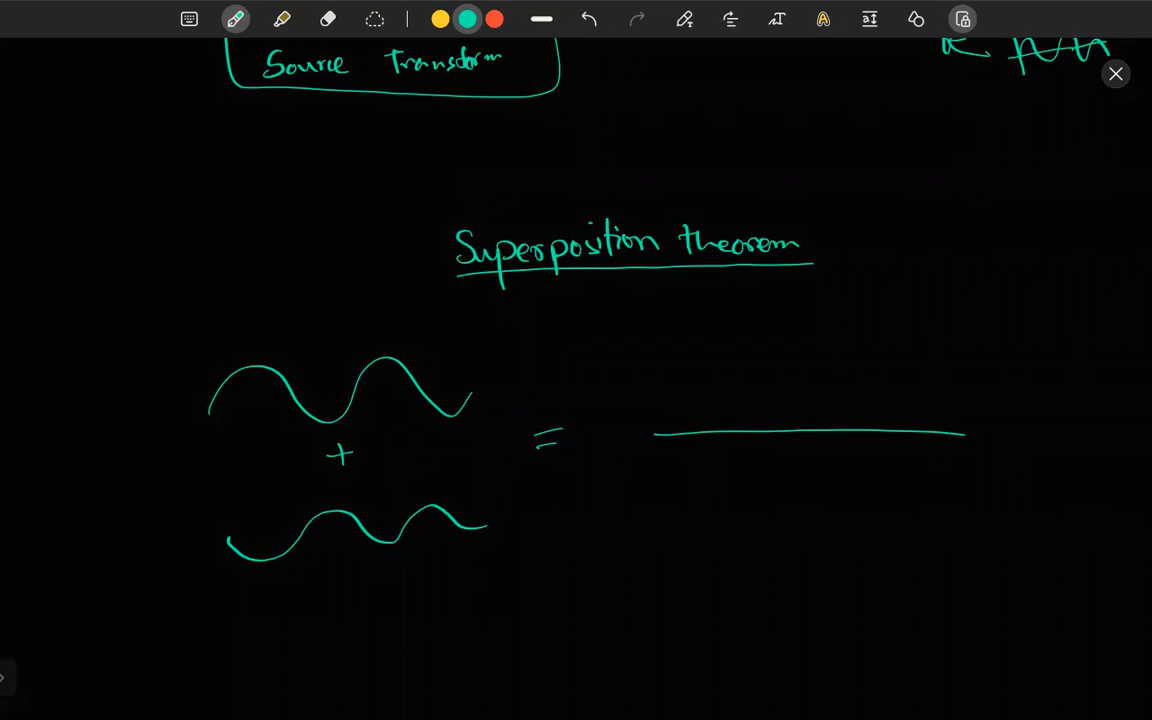 Source Transform
Superposition theorem
+
=